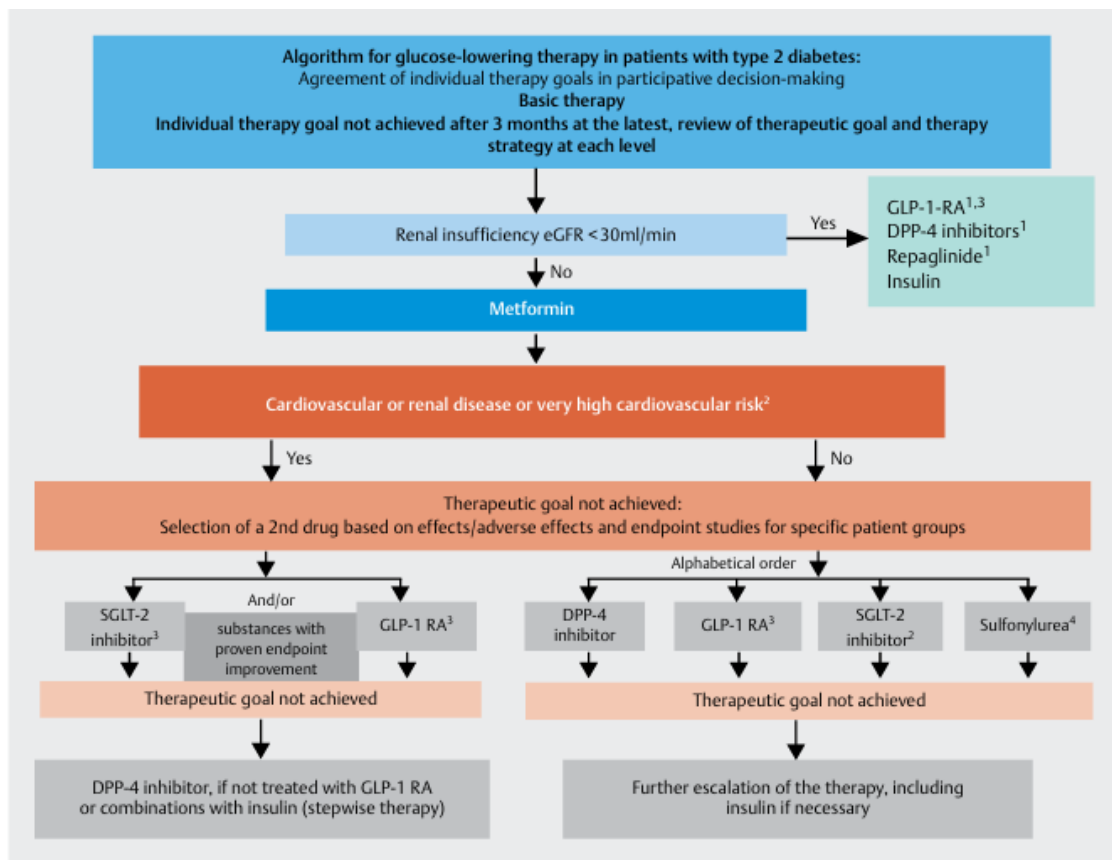 Algorithm for glucose-lowering therapy in patients with type 2 diabetes:
Agreement of individual therapy goals in participative decision-making
Basic therapy
Individual therapy goal not achieved after 3 months at the latest, review of therapeutic goal and therapy
strategy at each level
Renal insufficiency eGFR <30ml/min
Yes
GLP-1-RA¹,³
DPP-4 inhibitors¹
Repaglinide¹
Insulin
No
Metformin
Cardiovascular or renal disease or very high cardiovascular risk²
Yes
No
Therapeutic goal not achieved:
Selection of a 2nd drug based on effects/adverse effects and endpoint studies for specific patient groups
Alphabetical order
SGLT-2
inhibitor³
And/or
substances with
proven endpoint
improvement
GLP-1 RA³
DPP-4
inhibitor
GLP-1 RA³
SGLT-2
inhibitor²
Sulfonylurea⁴
Therapeutic goal not achieved
Therapeutic goal not achieved
DPP-4 inhibitor, if not treated with GLP-1 RA
or combinations with insulin (stepwise therapy)
Further escalation of the therapy, including
insulin if necessary